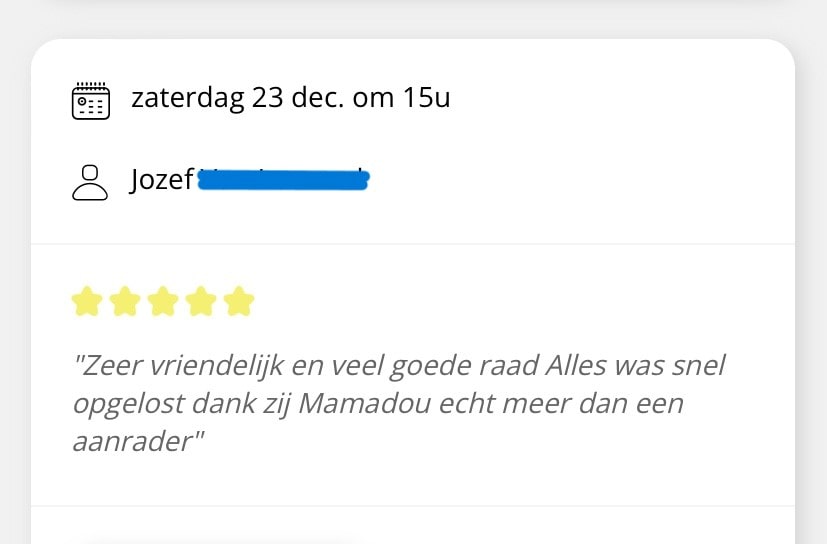 zaterdag 23 dec. om 15u
Jozef
"Zeer vriendelijk en veel goede raad Alles was snel
opgelost dank zij Mamadou echt meer dan een
aanrader"